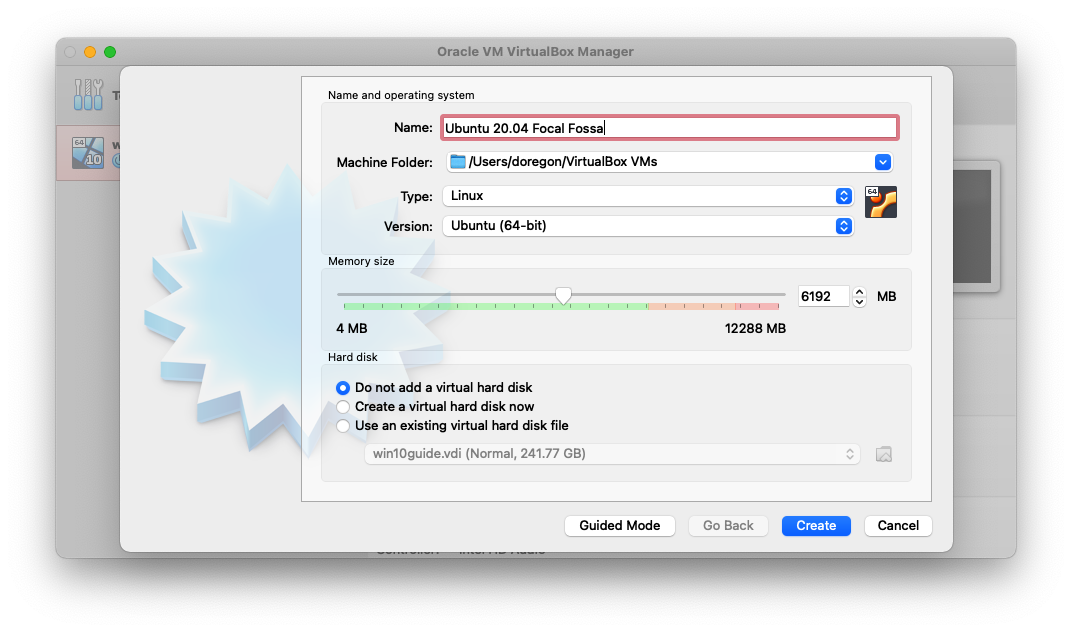 Oracle VM VirtualBox Manager
64
10
Name and operating system
Name: Ubuntu 20.04 Focal Fossa
Machine Folder: /Users/doregon/VirtualBox VMs
Type: Linux
64
Version: Ubuntu (64-bit)
Memory size
6192 MB
4 MB 12288 MB
Hard disk
Do not add a virtual hard disk
Create a virtual hard disk now
Use an existing virtual hard disk file
win10guide.vdi (Normal, 241.77 GB)
Guided Mode Go Back Create Cancel